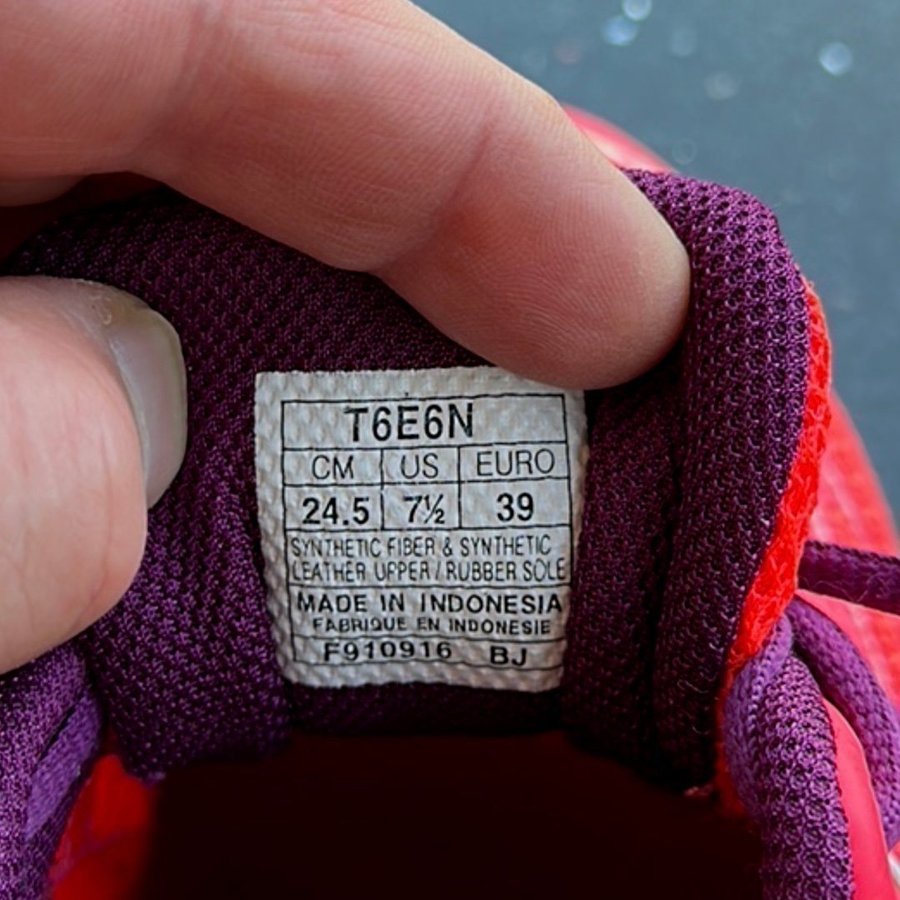 T6E6N
CM US EURO
24.5 7½ 39
SYNTHETIC FIBER & SYNTHETIC
LEATHER UPPER / RUBBER SOLE
MADE IN INDONESIA
FABRIQUE EN INDONESIE
F910916 BJ